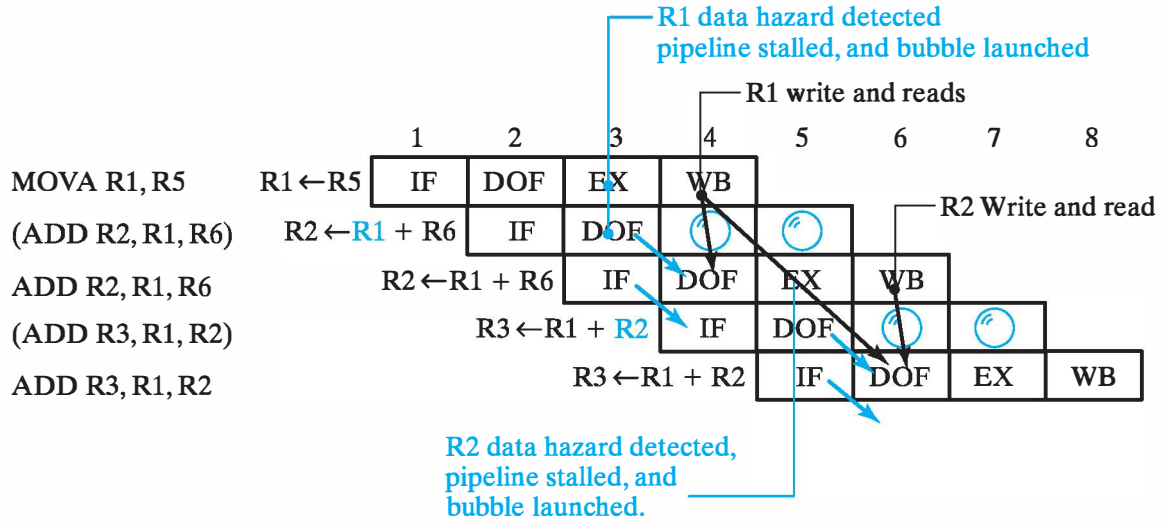 R1 data hazard detected
pipeline stalled, and bubble launched
R1 write and reads
1 2 3 4 5 6 7 8
MOVA R1, R5 R1←R5 IF DOF EX WB
R2 Write and read
(ADD R2, R1, R6) R2←R1 + R6 IF DOF
ADD R2, R1, R6 R2←R1 + R6 IF DOF EX WB
(ADD R3, R1, R2) R3←R1 + R2 IF DOF
ADD R3, R1, R2 R3←R1 + R2 IF DOF EX WB
R2 data hazard detected,
pipeline stalled, and
bubble launched.